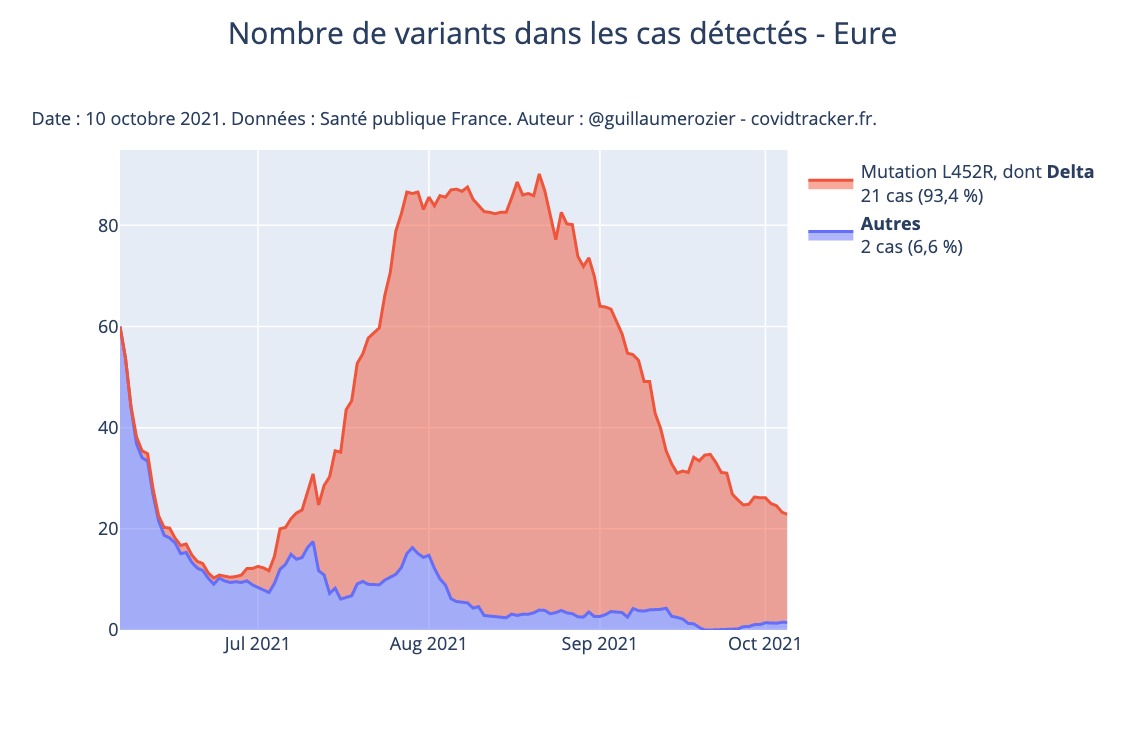 Nombre de variants dans les cas détectés - Eure
Date : 10 octobre 2021. Données : Santé publique France. Auteur : @guillaumerozier - covidtracker.fr.
Mutation L452R, dont Delta
21 cas (93,4 %)
Autres
2 cas (6,6 %)
80
60
40
20
0
Jul 2021
Aug 2021
Sep 2021
Oct 2021